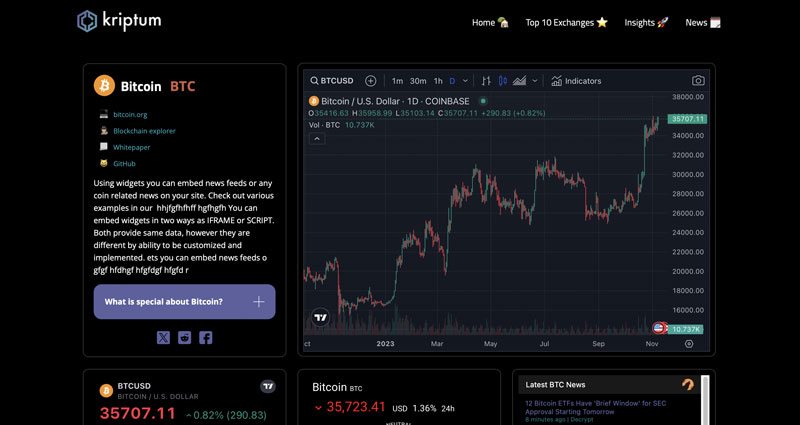 kriptum
Home
Top 10 Exchanges
Insights
News
Bitcoin BTC
bitcoin.org
Blockchain explorer
Whitepaper
GitHub
Using widgets you can embed news feeds or any
coin related news on your site. Check out various
examples in our hhjfgfhfhff hgfhgfh You can
embed widgets in two ways as IFRAME or SCRIPT.
Both provide same data, however they are
different by ability to be customized and
implemented. ets you can embed news feeds o
gfgf hfdhgf hfgfdgf hfgfd r
What is special about Bitcoin?
BTCUSD
1m 30m 1h D
Indicators
Bitcoin / U.S. Dollar · 1D · COINBASE
O35416.63 H35958.99 L35103.14 C35707.11 +290.83 (+0.82%)
Vol · BTC 10.737K
38000.00
35707.11
34000.00
32000.00
30000.00
28000.00
26000.00
24000.00
22000.00
20000.00
18000.00
16000.00
10.737K
ct 2023 Mar May Jul Sep Nov
BTCUSD
BITCOIN / U.S. DOLLAR
35707.11 0.82% (290.83)
Bitcoin BTC
35,723.41 USD 1.36% 24h
NEUTRAL
Latest BTC News
12 Bitcoin ETFs Have 'Brief Window' for SEC
Approval Starting Tomorrow
8 minutes ago | Decrypt